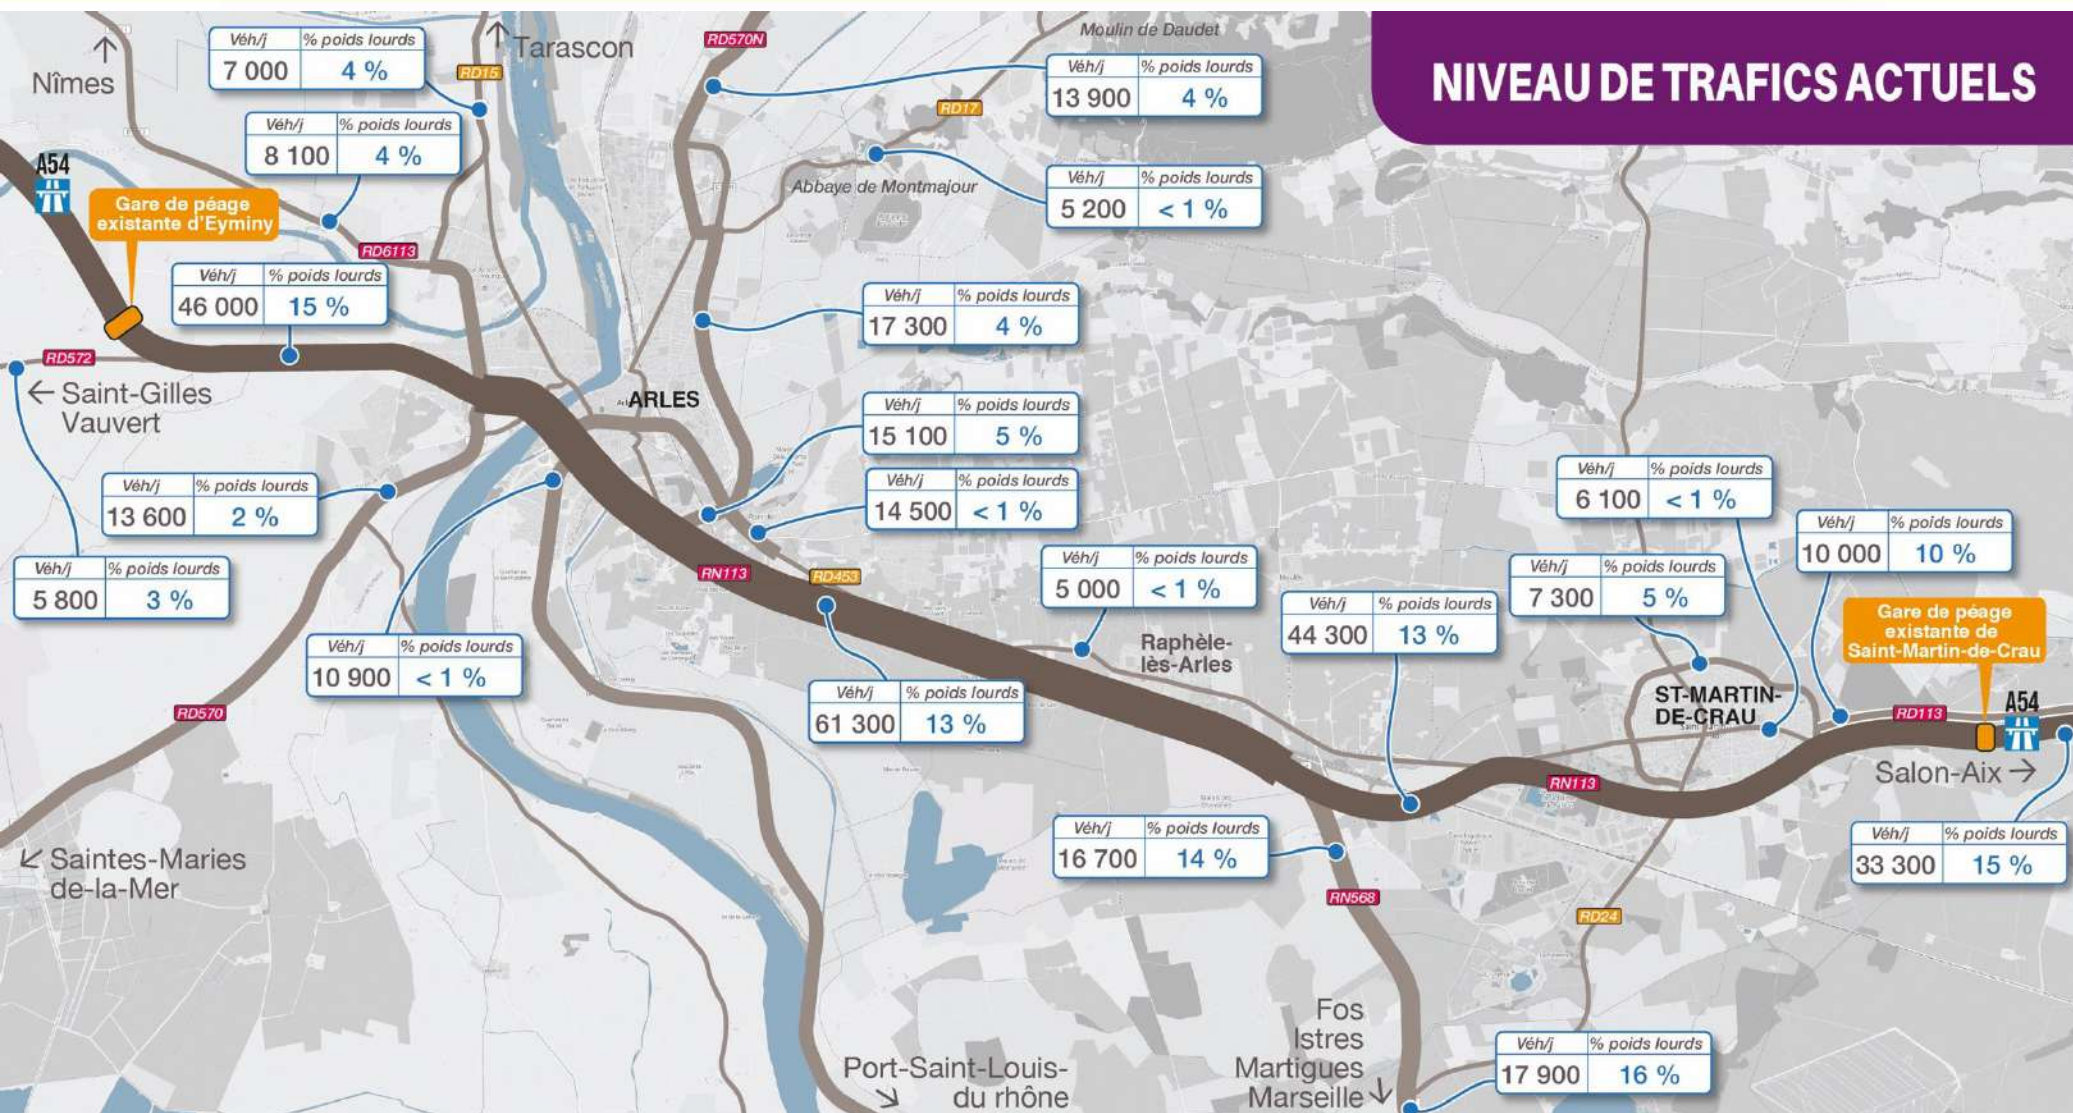 NIVEAU DE TRAFICS ACTUELS
Nîmes
Tarascon
Moulin de Daudet
RD570N
RD15
RD17
Véh/j % poids lourds
7 000 4 %
Véh/j % poids lourds
13 900 4 %
Véh/j % poids lourds
8 100 4 %
A54
Abbaye de Montmajour
Véh/j % poids lourds
5 200 < 1 %
Gare de péage
existante d'Eyminy
RD6113
Véh/j % poids lourds
46 000 15 %
Véh/j % poids lourds
17 300 4 %
RD572
Saint-Gilles
Vauvert
ARLES
Véh/j % poids lourds
15 100 5 %
Véh/j % poids lourds
14 500 < 1 %
Véh/j % poids lourds
6 100 < 1 %
Véh/j % poids lourds
13 600 2 %
Véh/j % poids lourds
10 000 10 %
Véh/j % poids lourds
5 800 3 %
RN113
RD453
Véh/j % poids lourds
5 000 < 1 %
Véh/j % poids lourds
7 300 5 %
Véh/j % poids lourds
44 300 13 %
Gare de péage
existante de
Saint-Martin-de-Crau
Véh/j % poids lourds
10 900 < 1 %
Raphèle-
lès-Arles
Véh/j % poids lourds
61 300 13 %
ST-MARTIN-
DE-CRAU
RD570
RD113
A54
Salon-Aix
RN113
Véh/j % poids lourds
16 700 14 %
Véh/j % poids lourds
33 300 15 %
Saintes-Maries
de-la-Mer
RN568
RD24
Fos
Istres
Martigues
Marseille
Port-Saint-Louis-
du rhône
Véh/j % poids lourds
17 900 16 %